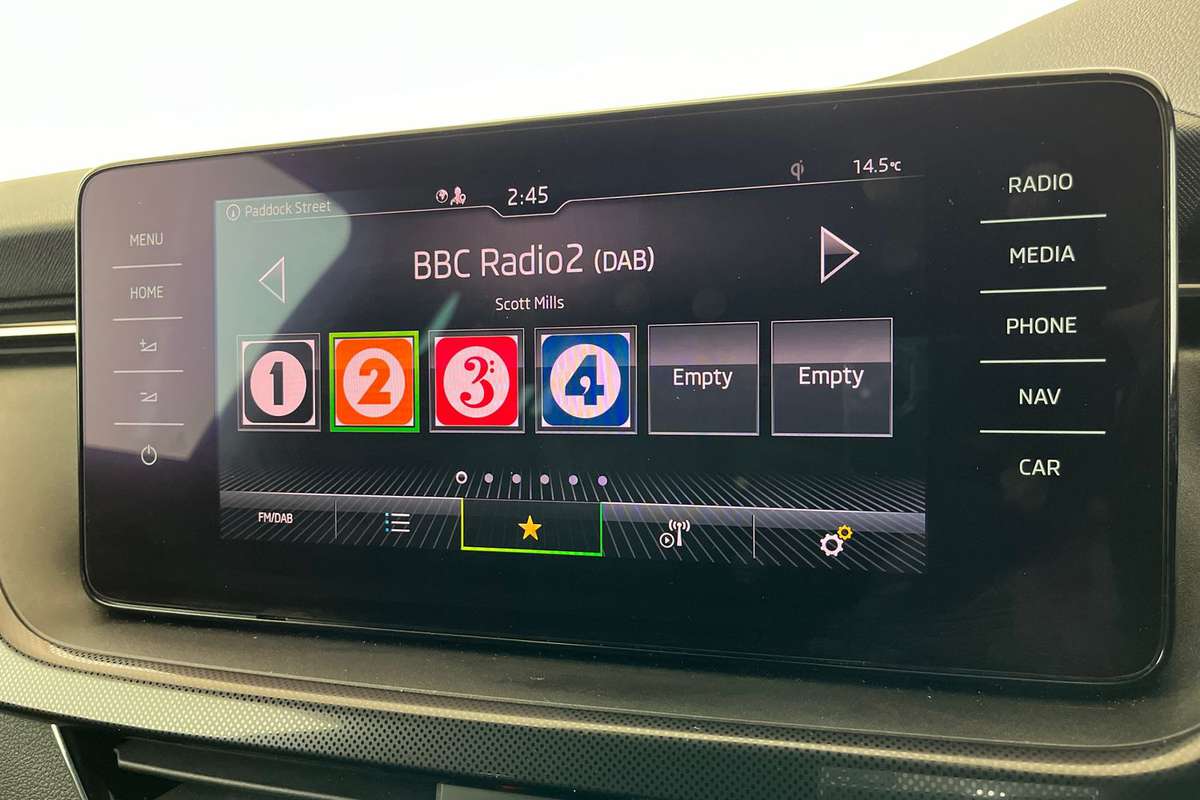 Paddock Street
2:45
14.5°C
BBC Radio2 (DAB)
Scott Mills
1
2
3:
4,
Empty
Empty
FM/DAB
MENU
HOME
RADIO
MEDIA
PHONE
NAV
CAR